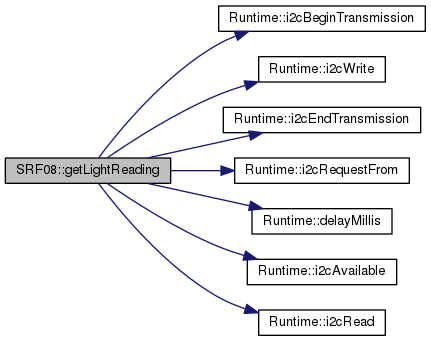 Runtime::i2cBeginTransmission
Runtime::i2cWrite
Runtime::i2cEndTransmission
SRF08::getLightReading
Runtime::i2cRequestFrom
Runtime::delayMillis
Runtime::i2cAvailable
Runtime::i2cRead